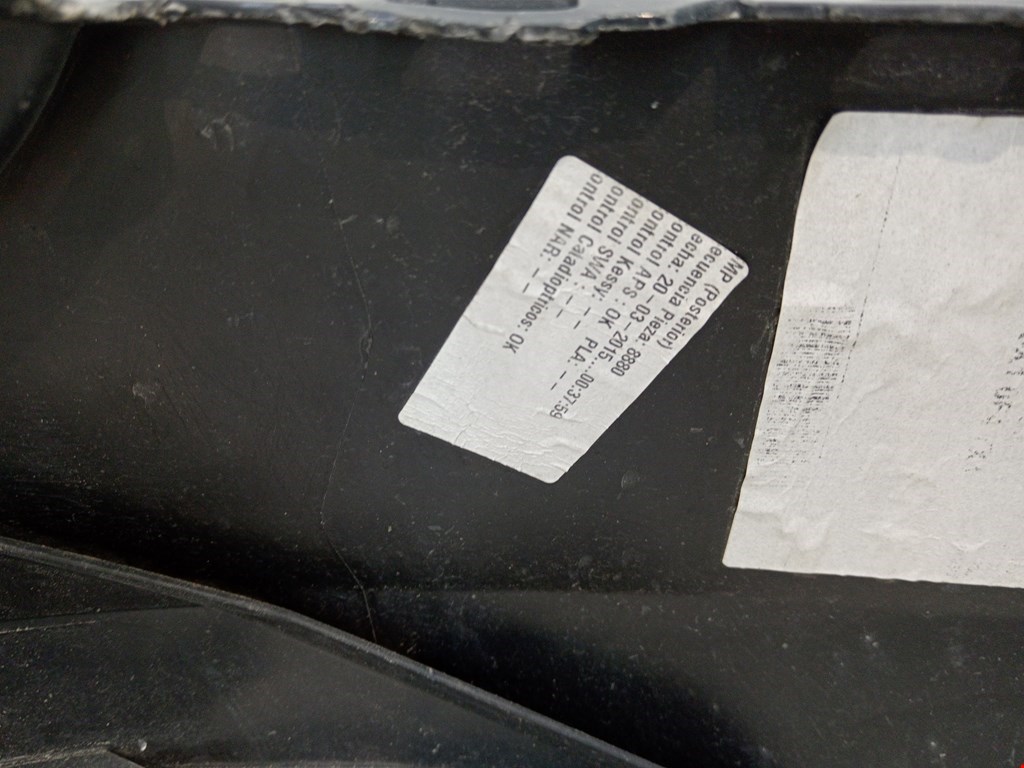 MP (Posterior)
ecuencia Pieza: 8880
echa: 20-03-2015....00:37:59
ontrol APS : OK PLA: - -
ontrol Kessy: - -
ontrol SWA : - -
ontrol Caladiopticos: OK
ontrol NAR: - -